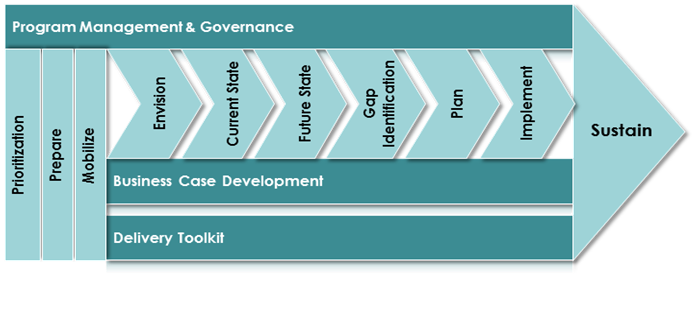 Program Management & Governance
Prioritization
Prepare
Mobilize
Envision
Current State
Future State
Gap
Identification
Plan
Implement
Sustain
Business Case Development
Delivery Toolkit